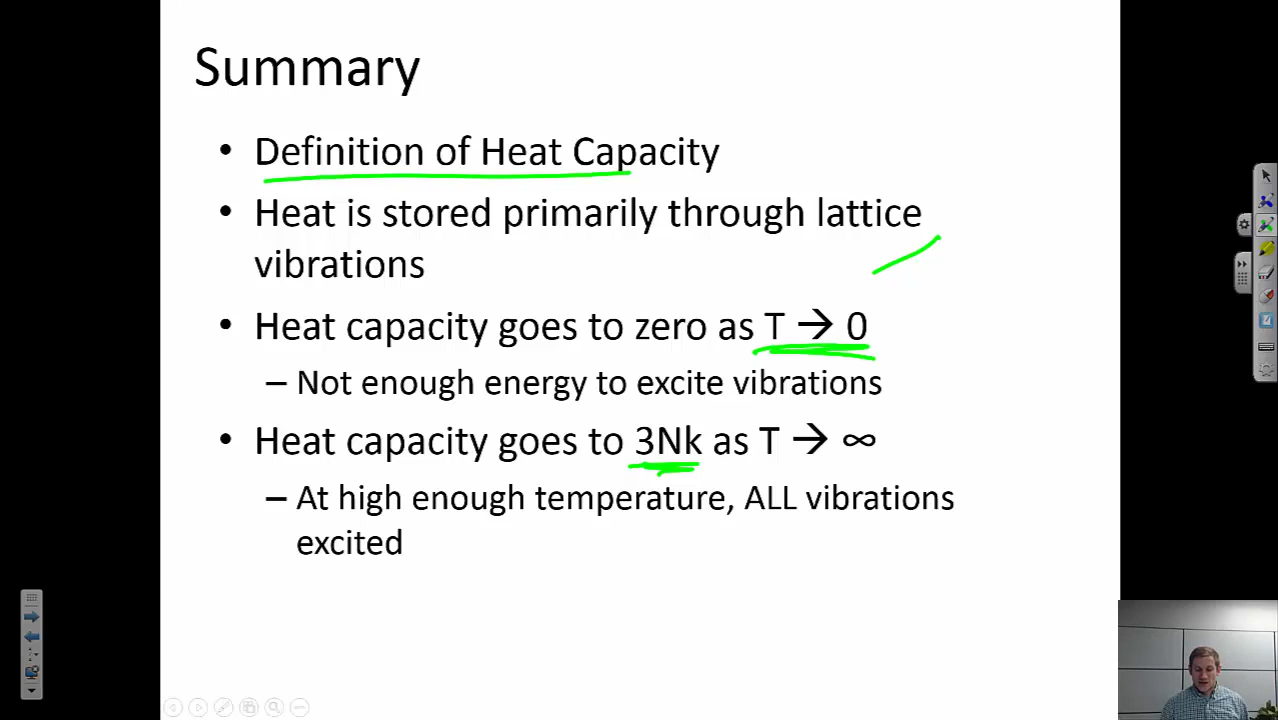 Summary
• Definition of Heat Capacity
• Heat is stored primarily through lattice
vibrations
• Heat capacity goes to zero as T → 0
– Not enough energy to excite vibrations
• Heat capacity goes to 3Nk as T → ∞
– At high enough temperature, ALL vibrations
excited